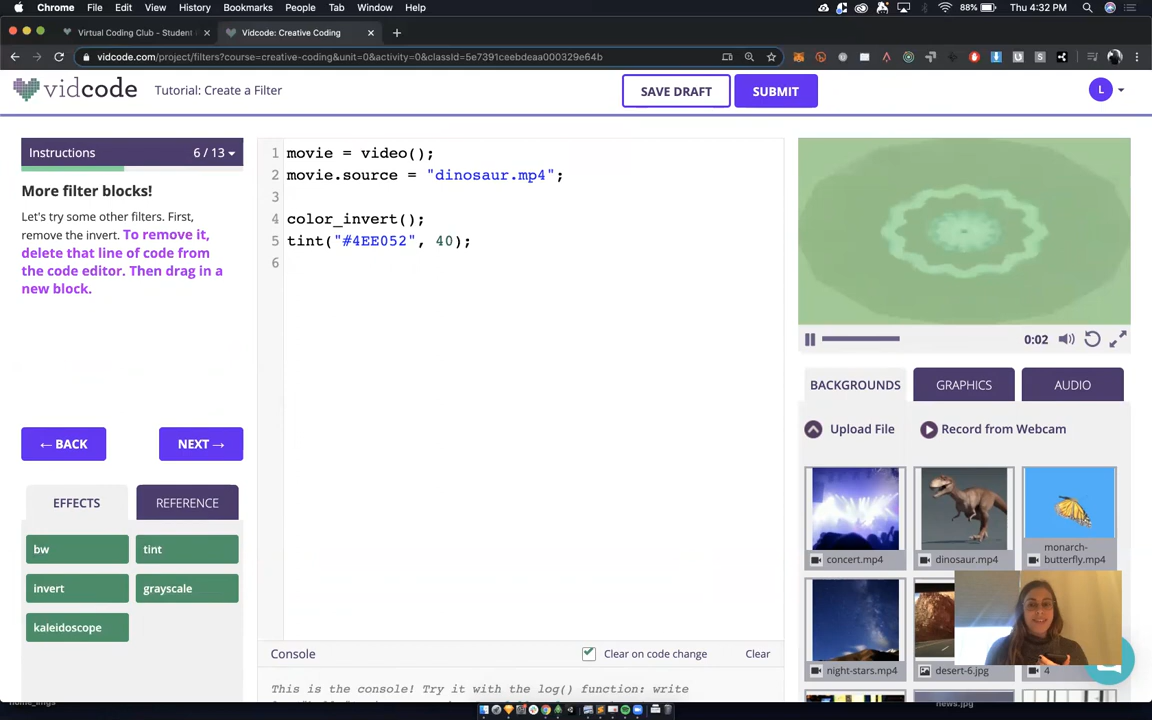 Chrome File Edit View History Bookmarks People Tab Window Help
88% Thu 4:32 PM
Virtual Coding Club - Student
Vidcode: Creative Coding
vidcode.com/project/filters?course=creative-coding&unit=0&activity=0&classId=5e7391ceebdeaa000329e64b
vidcode
Tutorial: Create a Filter
SAVE DRAFT
SUBMIT
L
Instructions 6 / 13
More filter blocks!
Let's try some other filters. First,
remove the invert. To remove it,
delete that line of code from
the code editor. Then drag in a
new block.
← BACK
NEXT →
EFFECTS
REFERENCE
bw
tint
invert
grayscale
kaleidoscope
1 movie = video();
2 movie.source = "dinosaur.mp4";
3
4 color_invert();
5 tint("#4EE052", 40);
6
Console
Clear on code change
Clear
This is the console! Try it with the log() function: write
0:02
BACKGROUNDS
GRAPHICS
AUDIO
Upload File
Record from Webcam
concert.mp4
dinosaur.mp4
monarch-
butterfly.mp4
night-stars.mp4
desert-6.jpg
4
news.jpg
home_imgs